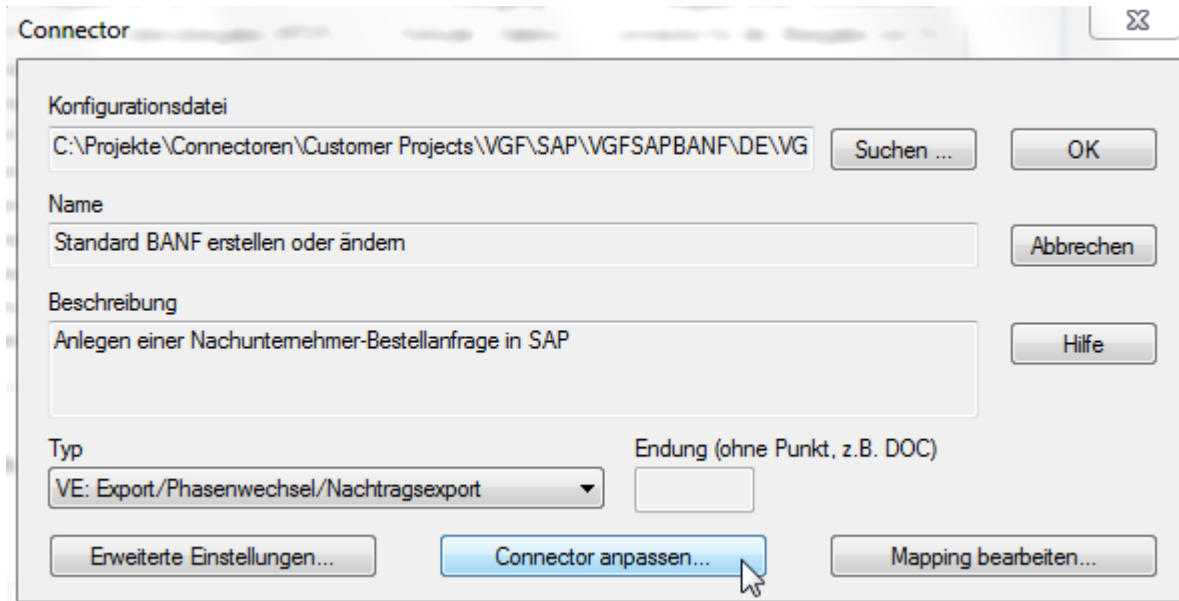 Connector
Konfigurationsdatei
C:\Projekte\Connectoren\Customer Projects\VGF\SAP\VGFSAPBANF\DE\VG
Suchen ...
OK
Name
Standard BANF erstellen oder ändern
Abbrechen
Beschreibung
Anlegen einer Nachunternehmer-Bestellanfrage in SAP
Hilfe
Typ
Endung (ohne Punkt, z.B. DOC)
VE: Export/Phasenwechsel/Nachtragsexport
Erweiterte Einstellungen...
Connector anpassen...
Mapping bearbeiten...